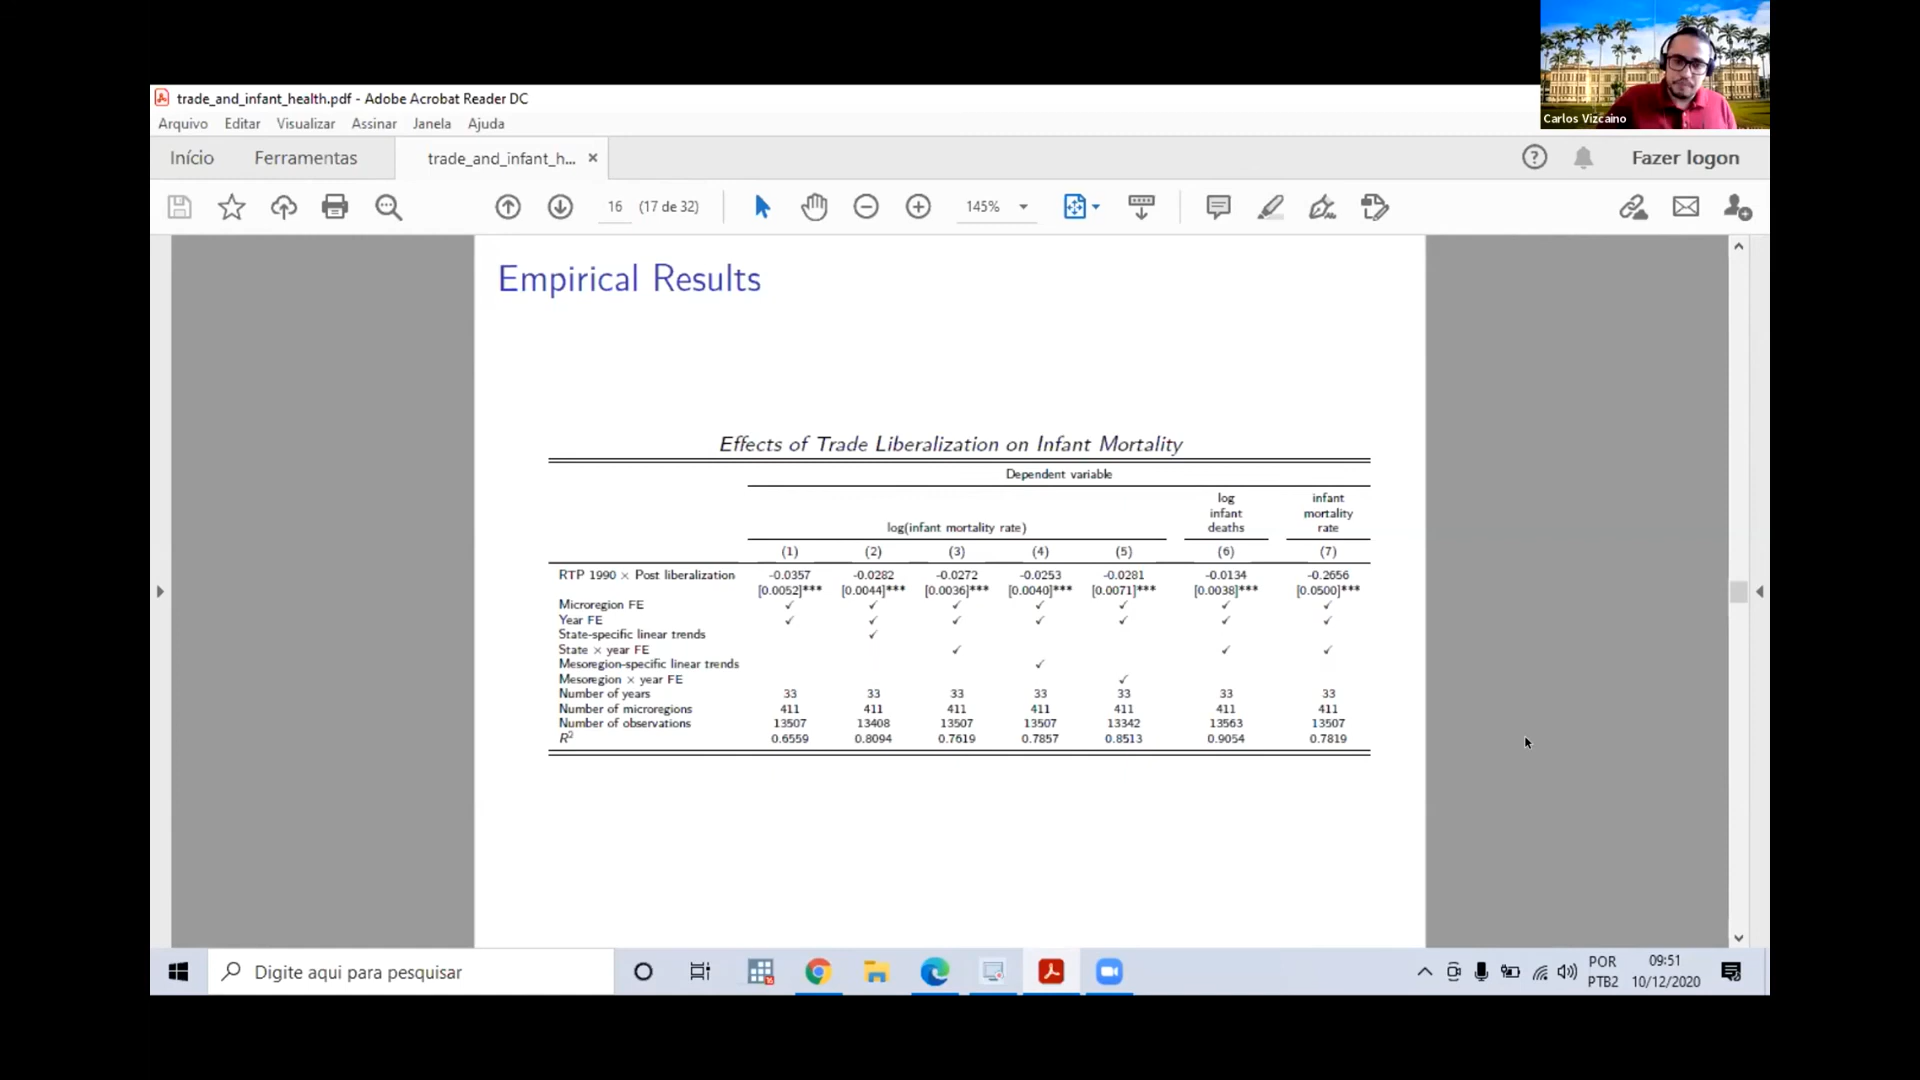 Carlos Vizcaino
trade_and_infant_health.pdf - Adobe Acrobat Reader DC
Arquivo Editar Visualizar Assinar Janela Ajuda
Início Ferramentas trade_and_infant_h... × ? Fazer logon
16 (17 de 32) 145%
Empirical Results
Effects of Trade Liberalization on Infant Mortality
Dependent variable
log infant
infant mortality
log(infant mortality rate) deaths rate
(1) (2) (3) (4) (5) (6) (7)
RTP 1990 × Post liberalization -0.0357 -0.0282 -0.0272 -0.0253 -0.0281 -0.0134 -0.2656
[0.0052]*** [0.0044]*** [0.0036]*** [0.0040]*** [0.0071]*** [0.0038]*** [0.0500]***
Microregion FE ✓ ✓ ✓ ✓ ✓ ✓ ✓
Year FE ✓ ✓ ✓ ✓ ✓ ✓ ✓
State-specific linear trends ✓
State × year FE ✓ ✓ ✓
Mesoregion-specific linear trends ✓
Mesoregion × year FE ✓
Number of years 33 33 33 33 33 33 33
Number of microregions 411 411 411 411 411 411 411
Number of observations 13507 13408 13507 13507 13342 13563 13507
R² 0.6559 0.8094 0.7619 0.7857 0.8513 0.9054 0.7819
Digite aqui para pesquisar
POR 09:51
PTB2 10/12/2020